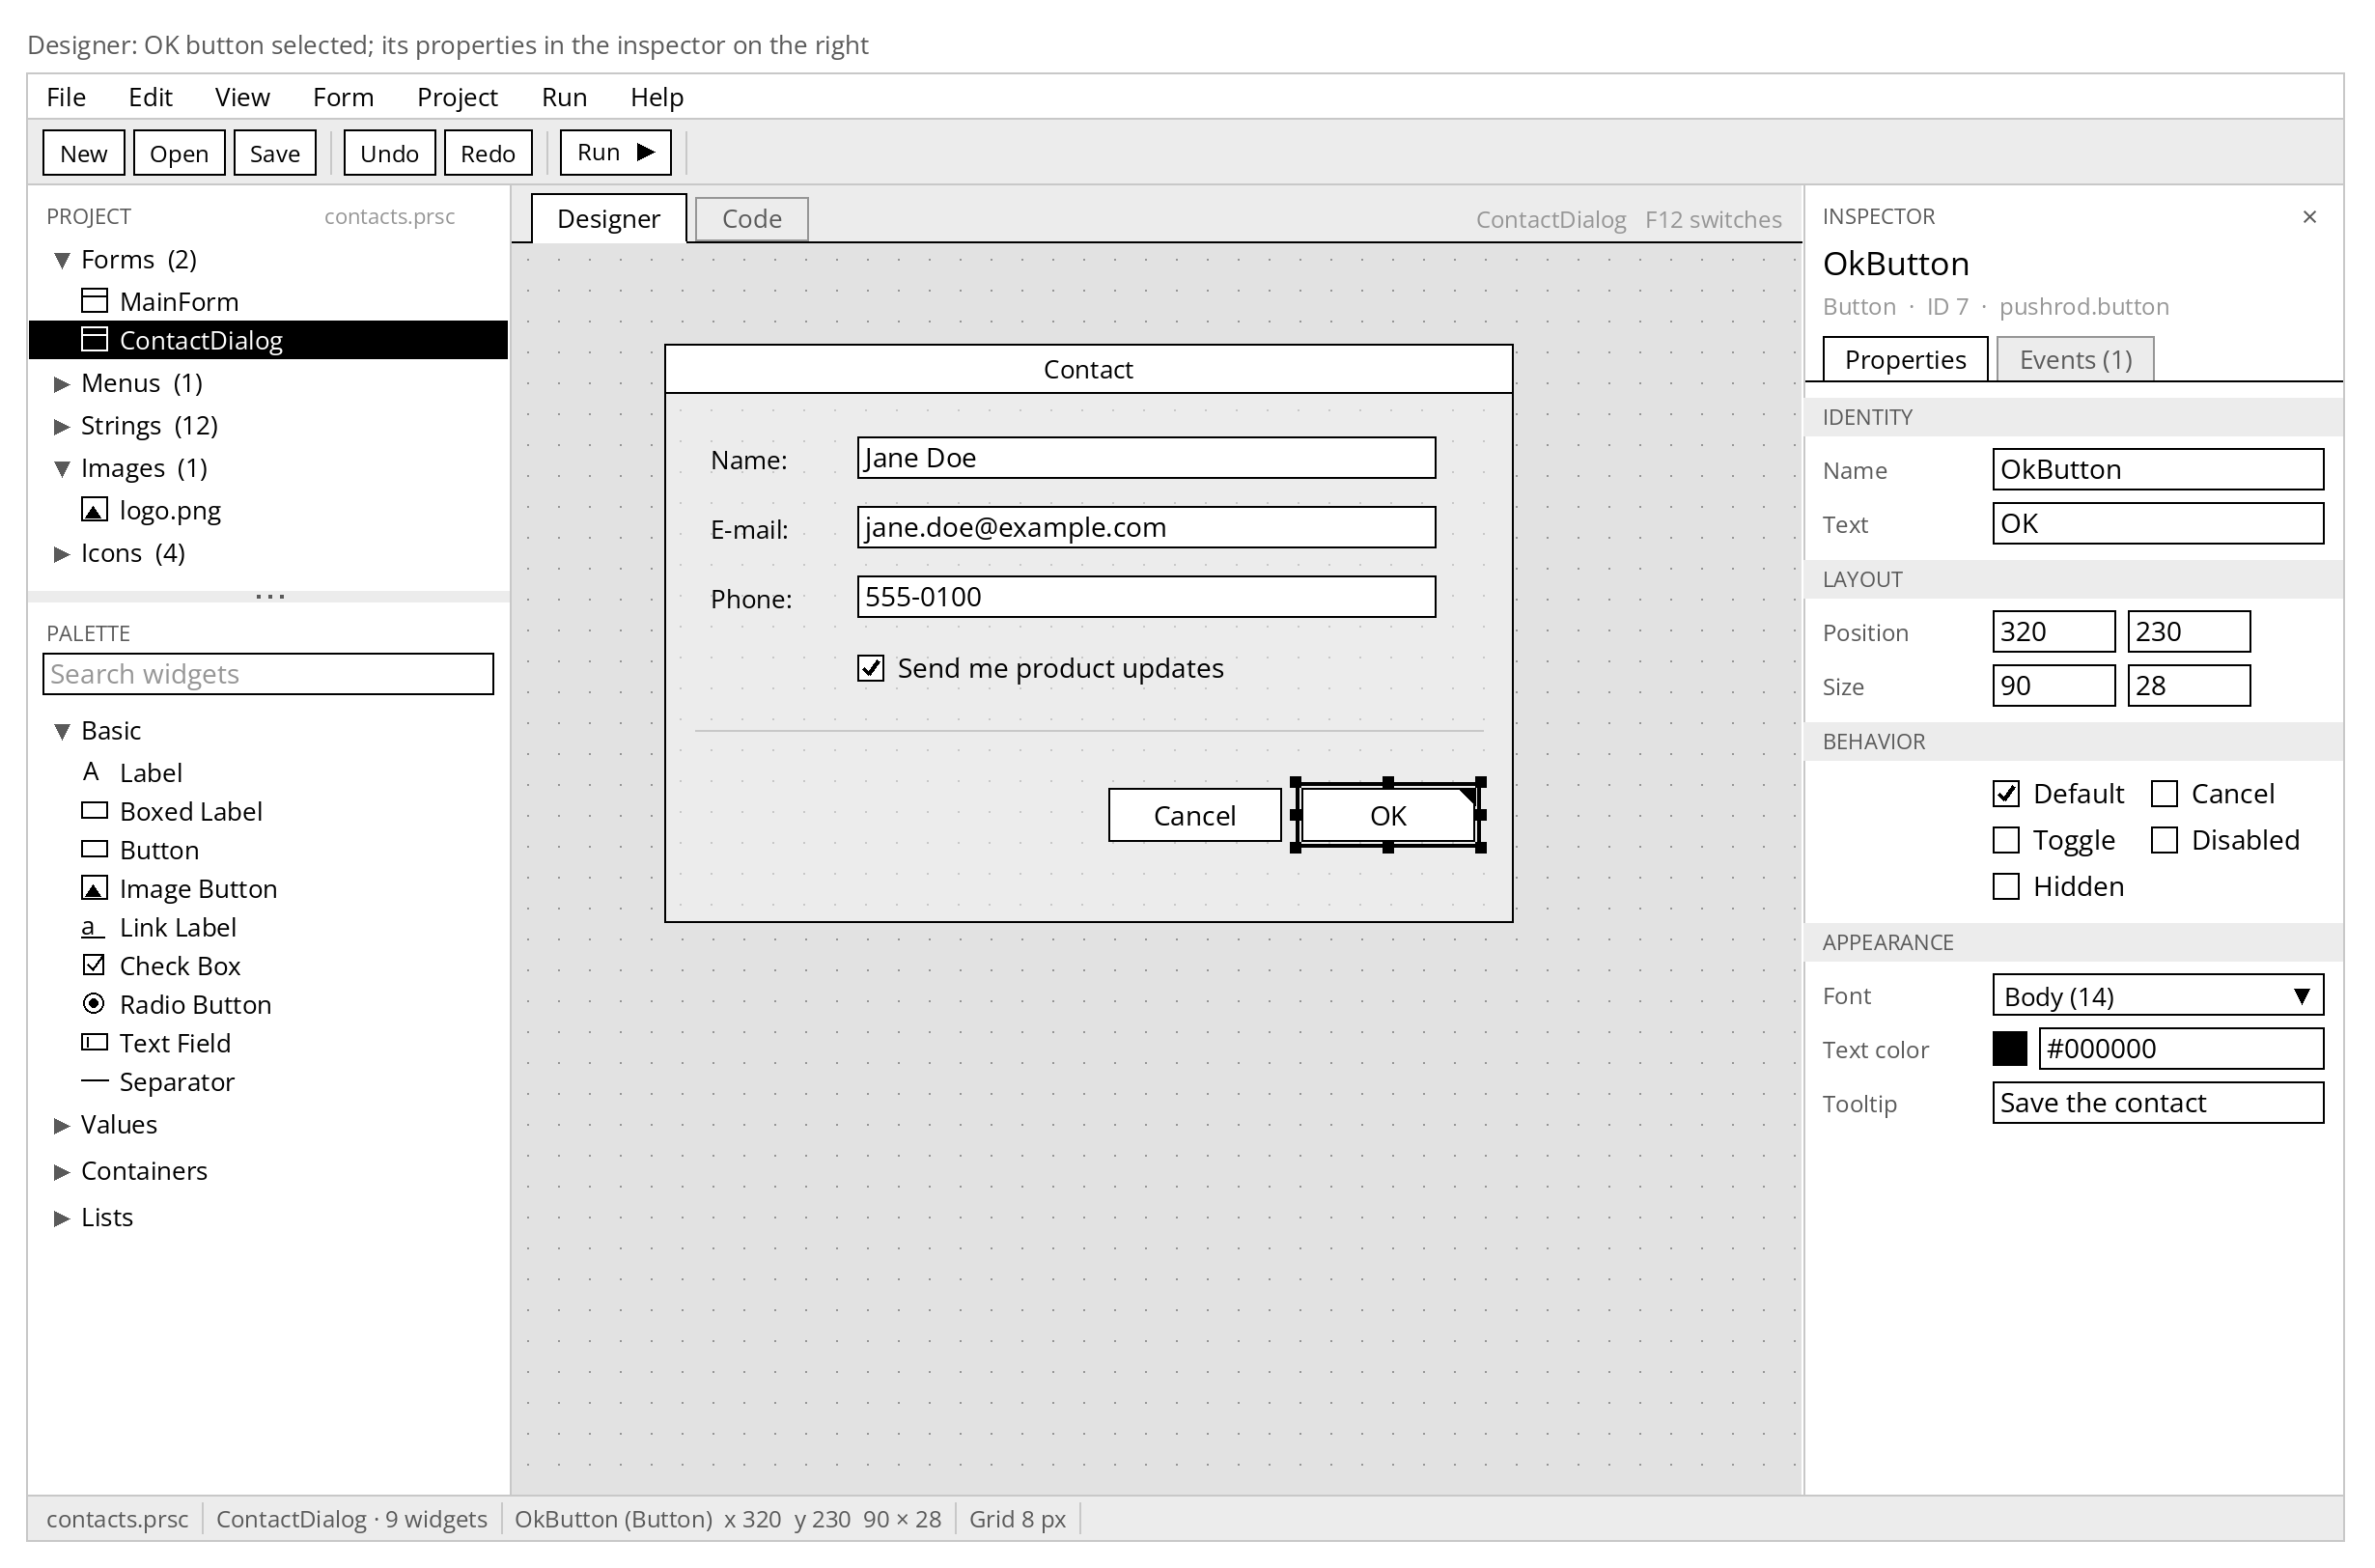 Designer: OK button selected; its properties in the inspector on the right
File Edit View Form Project Run Help
New Open Save Undo Redo Run
PROJECT contacts.prsc
Forms (2)
MainForm
ContactDialog
Menus (1)
Strings (12)
Images (1)
logo.png
Icons (4)
PALETTE
Search widgets
Basic
Label
Boxed Label
Button
Image Button
Link Label
Check Box
Radio Button
Text Field
Separator
Values
Containers
Lists
Designer Code ContactDialog F12 switches
Contact
Name: Jane Doe
E-mail: jane.doe@example.com
Phone: 555-0100
Send me product updates
Cancel OK
INSPECTOR ×
OkButton
Button · ID 7 · pushrod.button
Properties Events (1)
IDENTITY
Name OkButton
Text OK
LAYOUT
Position 320 230
Size 90 28
BEHAVIOR
Default Cancel
Toggle Disabled
Hidden
APPEARANCE
Font Body (14)
Text color #000000
Tooltip Save the contact
contacts.prsc ContactDialog · 9 widgets OkButton (Button) x 320 y 230 90 × 28 Grid 8 px